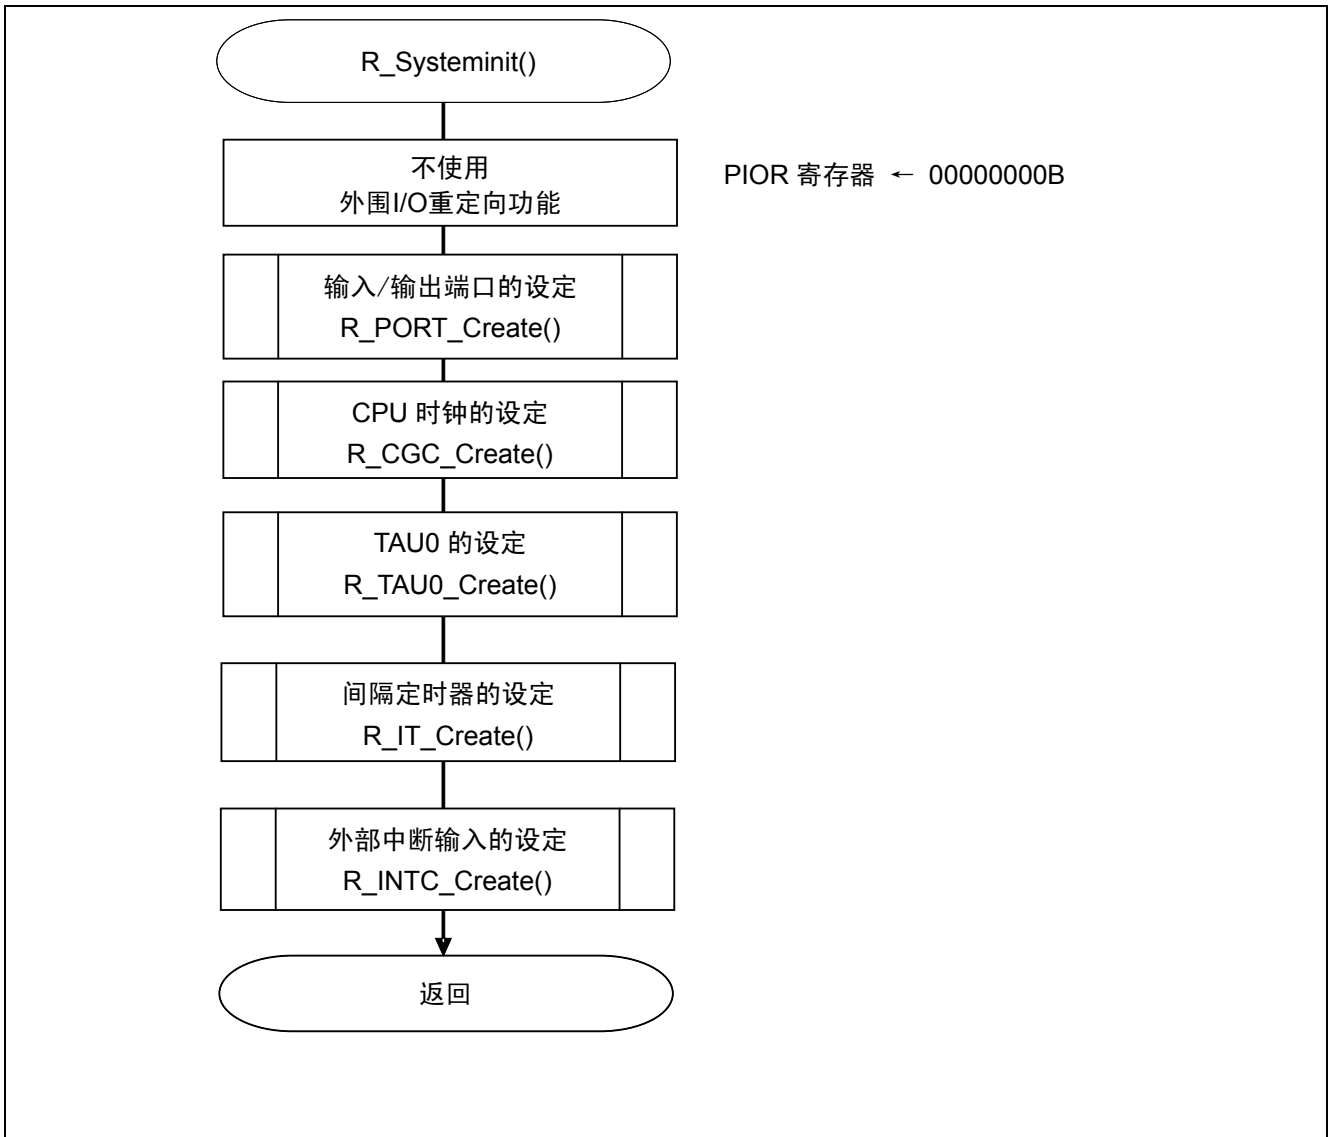 R_Systeminit()
不使用
外围I/O重定向功能
PIOR 寄存器 ← 00000000B
输入/输出端口的设定
R_PORT_Create()
CPU 时钟的设定
R_CGC_Create()
TAU0 的设定
R_TAU0_Create()
间隔定时器的设定
R_IT_Create()
外部中断输入的设定
R_INTC_Create()
返回